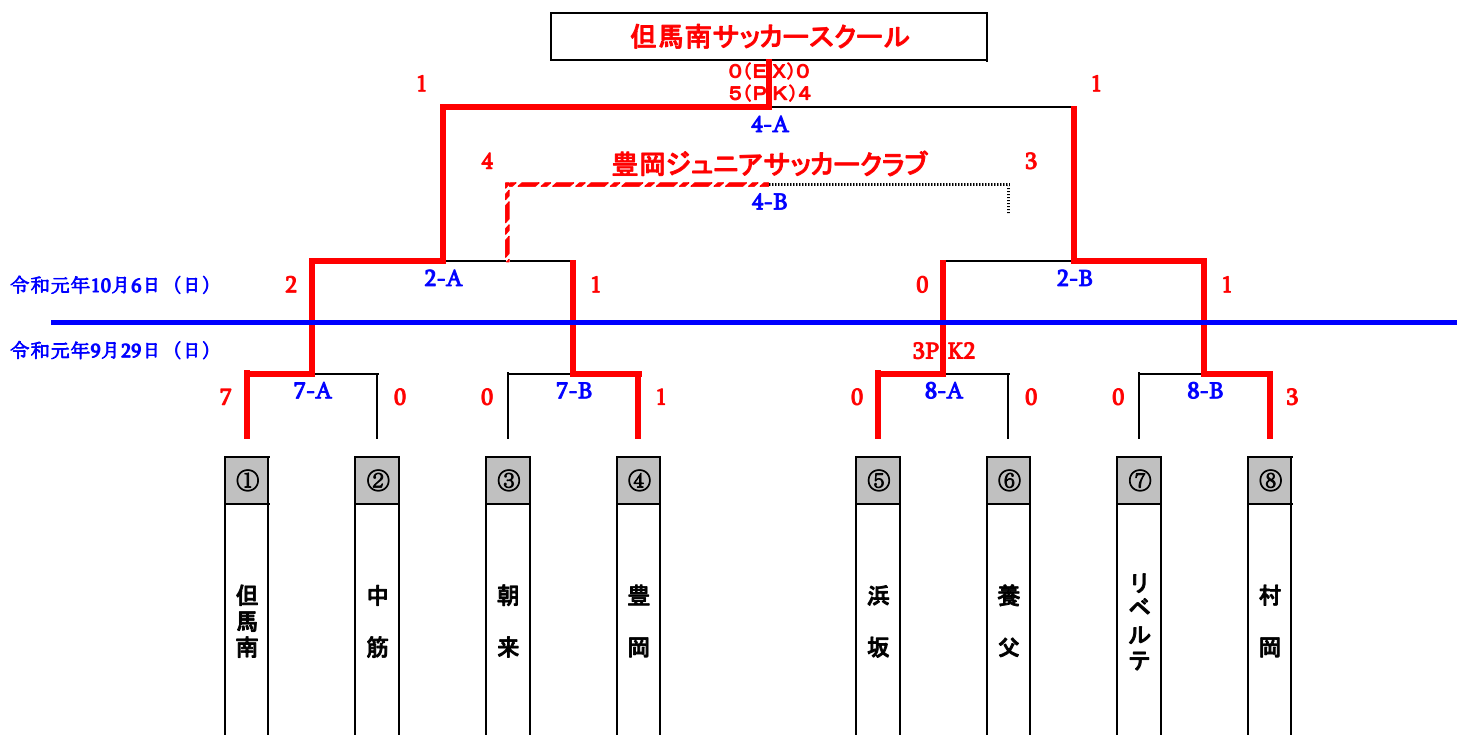 但馬南サッカースクール
0(EX)0
1 1
5(PK)4
4-A
4 豊岡ジュニアサッカークラブ 3
4-B
令和元年10月6日（日） 2 2-A 1 0 2-B 1
令和元年9月29日（日） 3PK2
7 7-A 0 0 7-B 1 0 8-A 0 0 8-B 3
① ② ③ ④ ⑤ ⑥ ⑦ ⑧
但馬南
中筋
朝来
豊岡
浜坂
養父
リベルテ
村岡